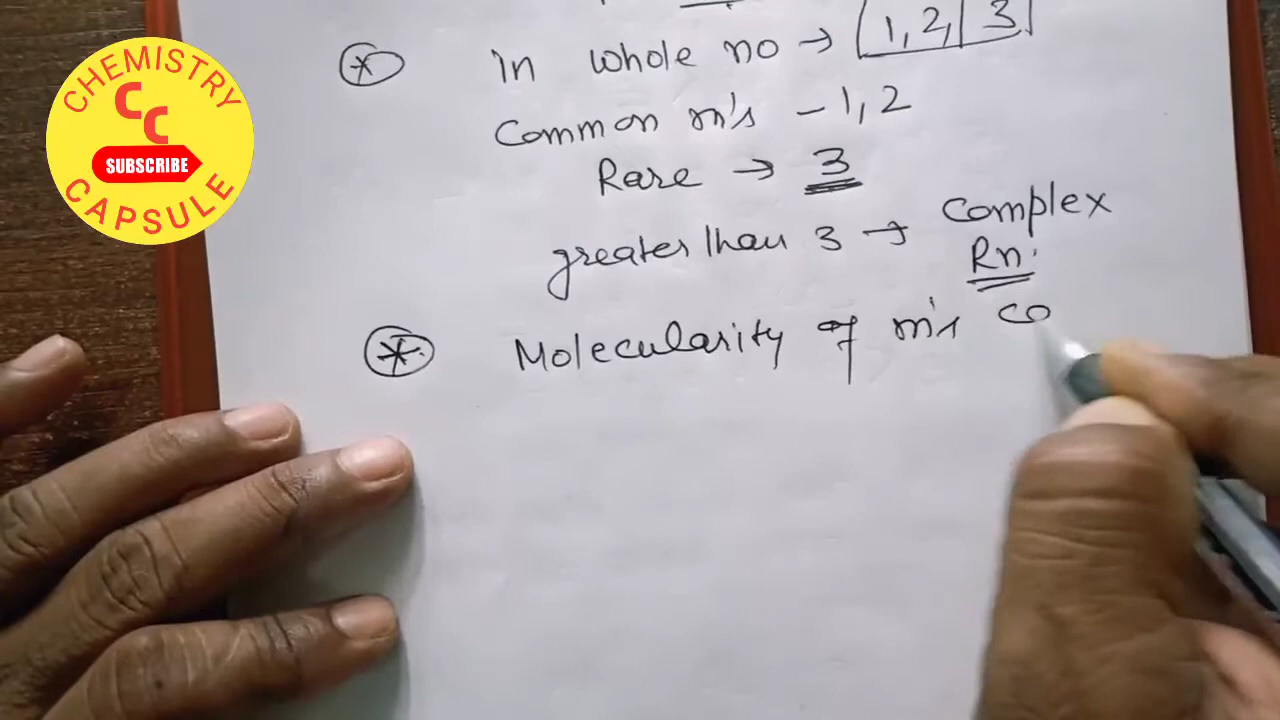 CHEMISTRY
CC
SUBSCRIBE
CAPSULE
In whole no → 1, 2, 3
Common rn's - 1, 2
Rare → 3
greater than 3 → Complex
Rn.
Molecularity of rn's co